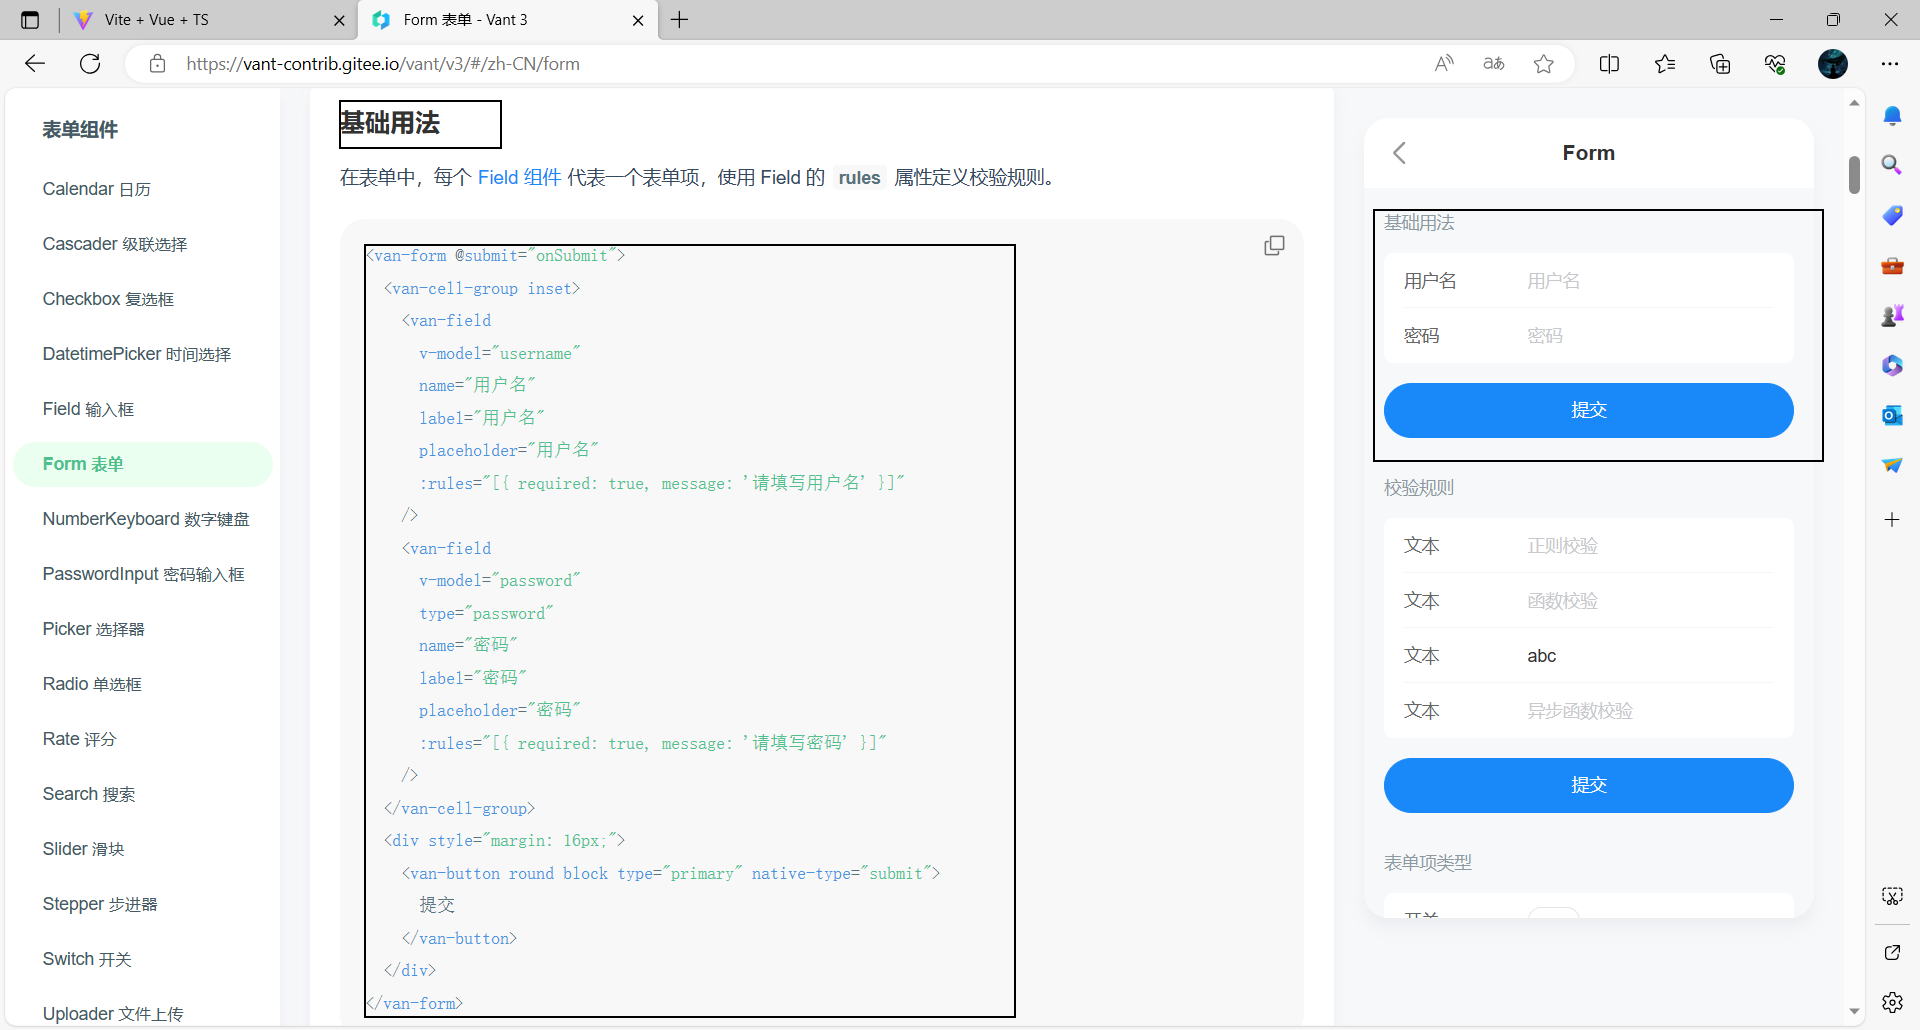 Vite + Vue + TS
Form 表单 - Vant 3
https://vant-contrib.gitee.io/vant/v3/#/zh-CN/form
表单组件
Calendar 日历
Cascader 级联选择
Checkbox 复选框
DatetimePicker 时间选择
Field 输入框
Form 表单
NumberKeyboard 数字键盘
PasswordInput 密码输入框
Picker 选择器
Radio 单选框
Rate 评分
Search 搜索
Slider 滑块
Stepper 步进器
Switch 开关
Uploader 文件上传
基础用法
在表单中，每个 Field 组件 代表一个表单项，使用 Field 的 rules 属性定义校验规则。
<van-form @submit="onSubmit">
<van-cell-group inset>
<van-field
v-model="username"
name="用户名"
label="用户名"
placeholder="用户名"
:rules="[{ required: true, message: '请填写用户名' }]"
/>
<van-field
v-model="password"
type="password"
name="密码"
label="密码"
placeholder="密码"
:rules="[{ required: true, message: '请填写密码' }]"
/>
</van-cell-group>
<div style="margin: 16px;">
<van-button round block type="primary" native-type="submit">
提交
</van-button>
</div>
</van-form>
Form
基础用法
用户名 用户名
密码 密码
提交
校验规则
文本 正则校验
文本 函数校验
文本 abc
文本 异步函数校验
提交
表单项类型
开关